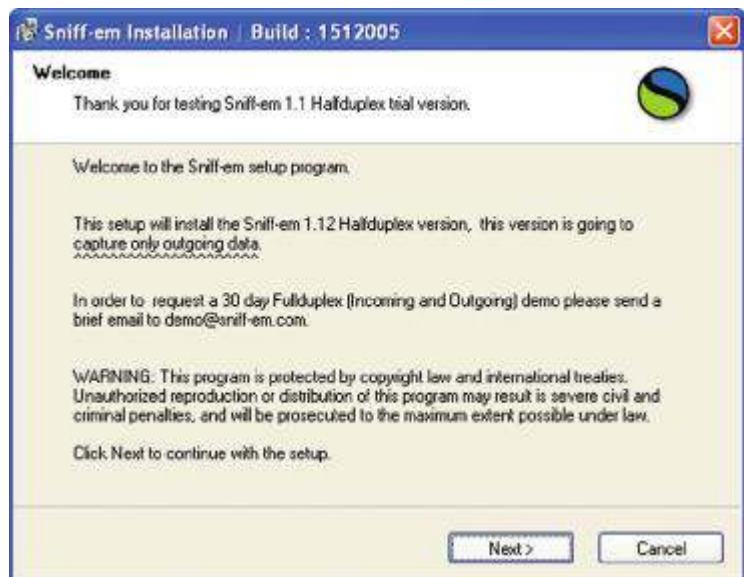 Sniff-em Installation | Build : 1512005
Welcome
Thank you for testing Sniff-em 1.1 Halfduplex trial version.
Welcome to the Sniff-em setup program.
This setup will install the Sniff-em 1.12 Halfduplex version, this version is going to
capture only outgoing data.
In order to request a 30 day Fullduplex (Incoming and Outgoing) demo please send a
brief email to demo@sniff-em.com.
WARNING: This program is protected by copyright law and international treaties.
Unauthorized reproduction or distribution of this program may result is severe civil and
criminal penalties, and will be prosecuted to the maximum extent possible under law.
Click Next to continue with the setup.
Next >
Cancel